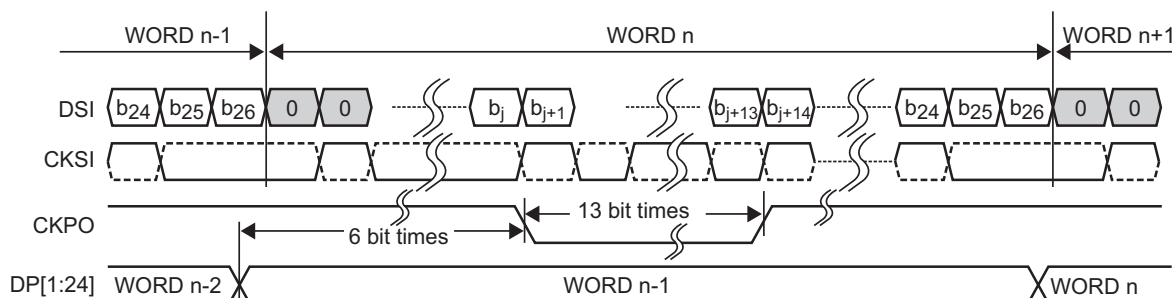 WORD n-1 WORD n WORD n+1
DSI b24 b25 b26 0 0 bj bj+1 bj+13 bj+14 b24 b25 b26 0 0
CKSI
CKPO 6 bit times 13 bit times
DP[1:24] WORD n-2 WORD n-1 WORD n